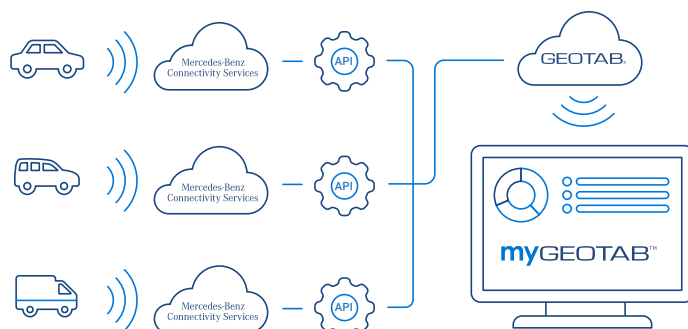 Mercedes-Benz
Connectivity Services
API
GEOTAB®
Mercedes-Benz
Connectivity Services
API
myGEOTAB™
Mercedes-Benz
Connectivity Services
API